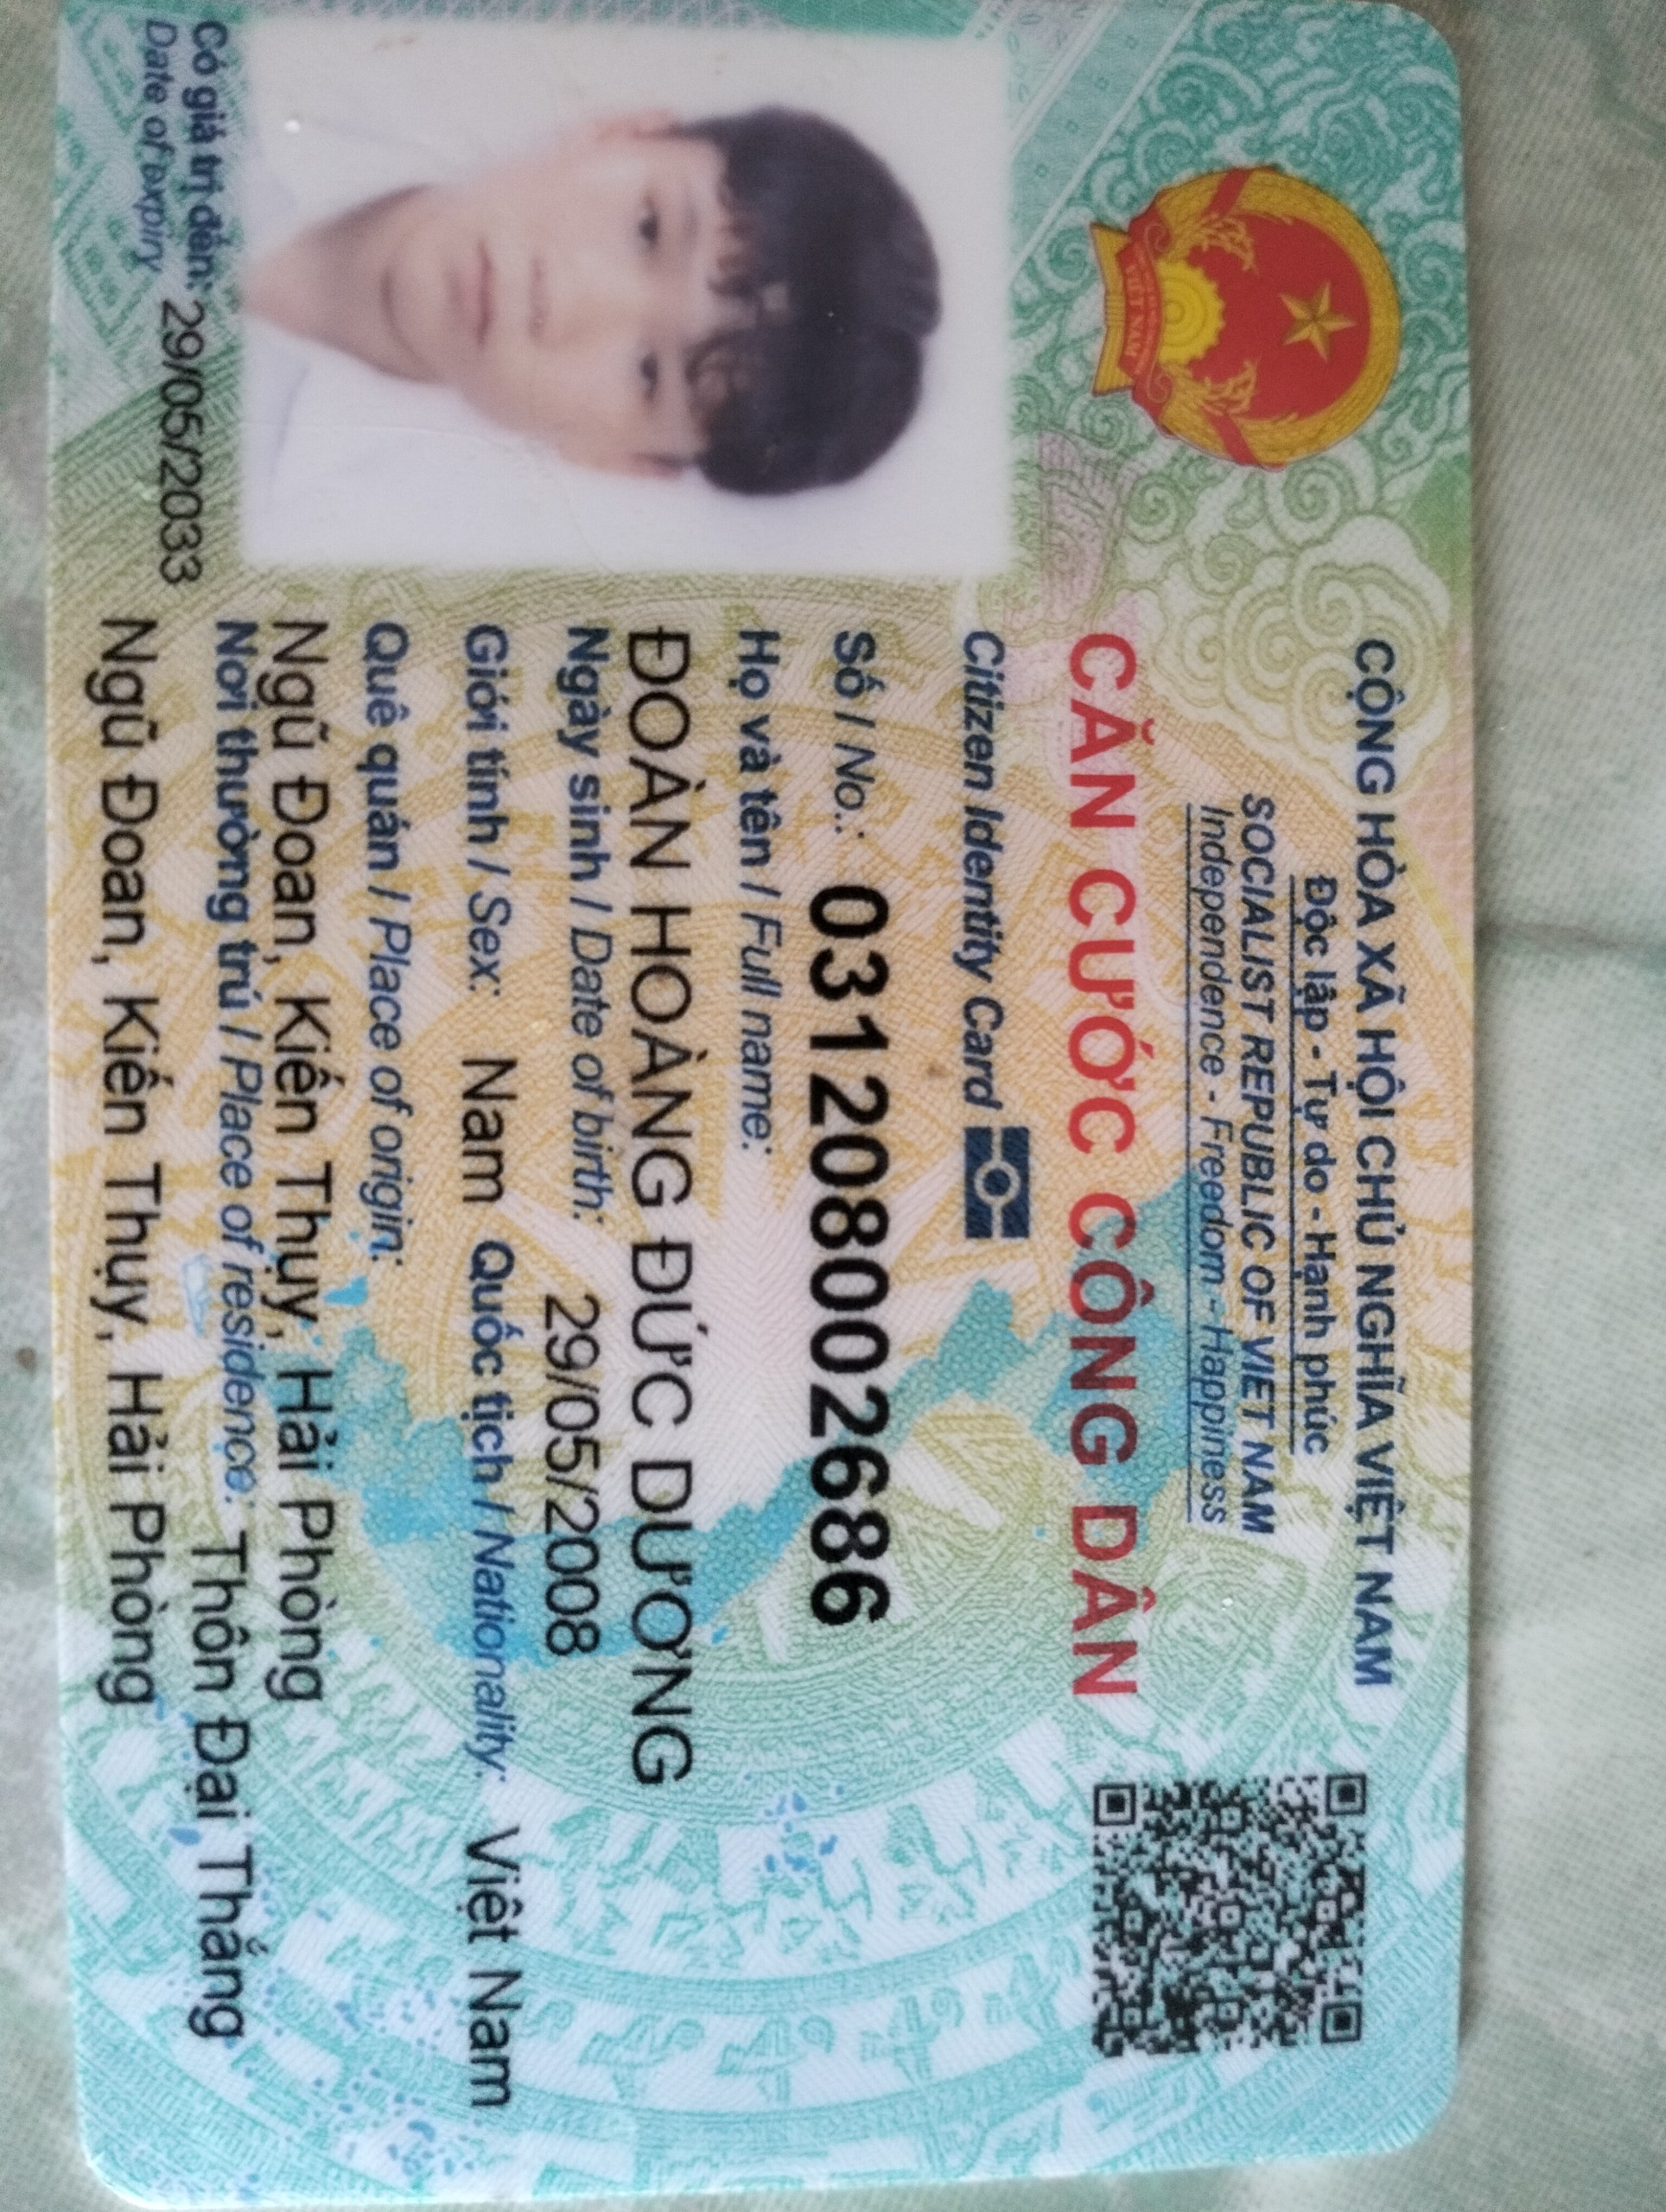 CỘNG HÒA XÃ HỘI CHỦ NGHĨA VIỆT NAM
Độc lập - Tự do - Hạnh phúc
SOCIALIST REPUBLIC OF VIET NAM
Independence - Freedom - Happiness
CĂN CƯỚC CÔNG DÂN
Citizen Identity Card
Số / No.: 031208002686
Họ và tên / Full name:
ĐOÀN HOÀNG ĐỨC DƯƠNG
Ngày sinh / Date of birth: 29/05/2008
Giới tính / Sex: Nam Quốc tịch / Nationality: Việt Nam
Quê quán / Place of origin:
Ngũ Đoan, Kiến Thụy, Hải Phòng
Nơi thường trú / Place of residence: Thôn Đại Thắng
Ngũ Đoan, Kiến Thụy, Hải Phòng
Có giá trị đến: 29/05/2033
Date of expiry
VIỆT NAM